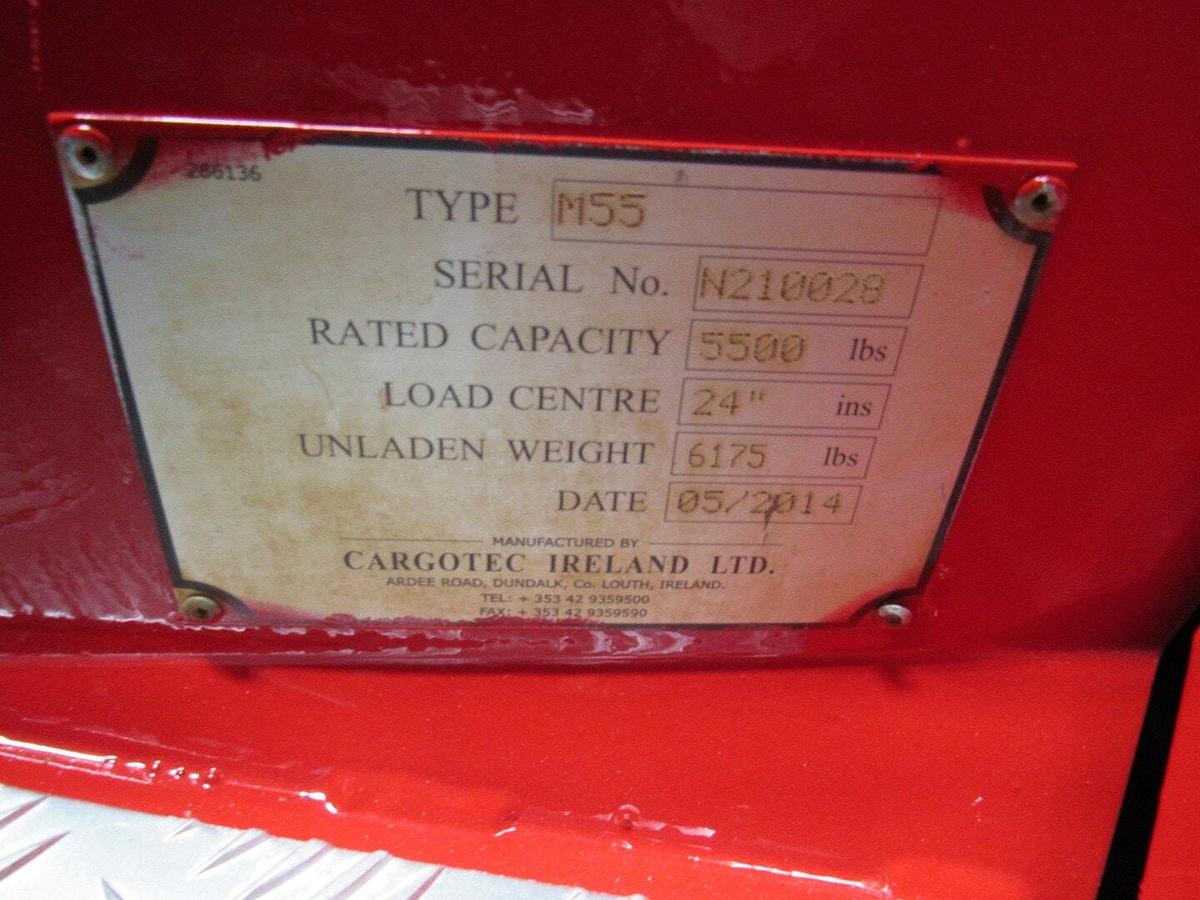 286136
TYPE M55
SERIAL No. N210028
RATED CAPACITY 5500 lbs
LOAD CENTRE 24" ins
UNLADEN WEIGHT 6175 lbs
DATE 05/2014
MANUFACTURED BY
CARGOTEC IRELAND LTD.
ARDEE ROAD, DUNDALK, Co. LOUTH, IRELAND.
TEL: + 353 42 9359500
FAX: + 353 42 9359590